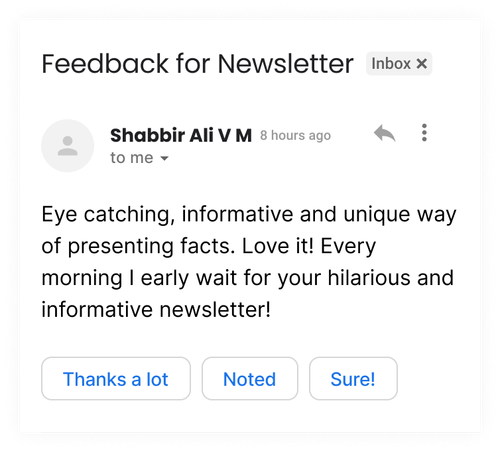 Feedback for Newsletter Inbox ×
Shabbir Ali V M 8 hours ago
to me
Eye catching, informative and unique way
of presenting facts. Love it! Every
morning I early wait for your hilarious and
informative newsletter!
Thanks a lot Noted Sure!